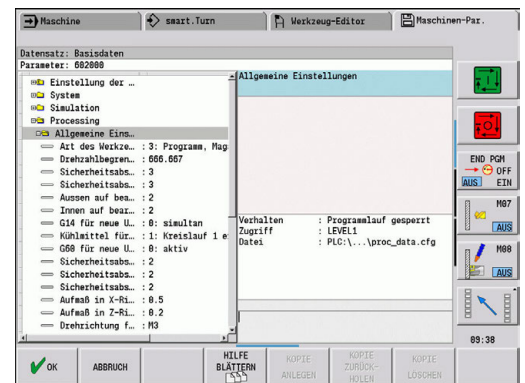 Maschine
smart.Turn
Werkzeug-Editor
Maschinen-Par.
Datensatz: Basisdaten
Parameter: 602000
Einstellung der …
System
Simulation
Processing
Allgemeine Eins…
Art des Werkze… : 3: Programm, Mag
Drehzahlbegren… : 666.667
Sicherheitsabs… : 3
Sicherheitsabs… : 3
Aussen auf bea… : 2
Innen auf bear… : 2
G14 für neue U… : 0: simultan
Kühlmittel für… : 1: Kreislauf 1 e
G60 für neue U… : 0: aktiv
Sicherheitsabs… : 2
Sicherheitsabs… : 2
Aufmaß in X-Ri… : 0.5
Aufmaß in Z-Ri… : 0.2
Drehrichtung f… : M3
Allgemeine Einstellungen
Verhalten : Programmlauf gesperrt
Zugriff : LEVEL1
Datei : PLC:\...\proc_data.cfg
END PGM
OFF
AUS EIN
M07
AUS
M08
AUS
09:38
OK
ABBRUCH
HILFE
BLÄTTERN
KOPIE
ANLEGEN
KOPIE
ZURÜCK-
HOLEN
KOPIE
LÖSCHEN